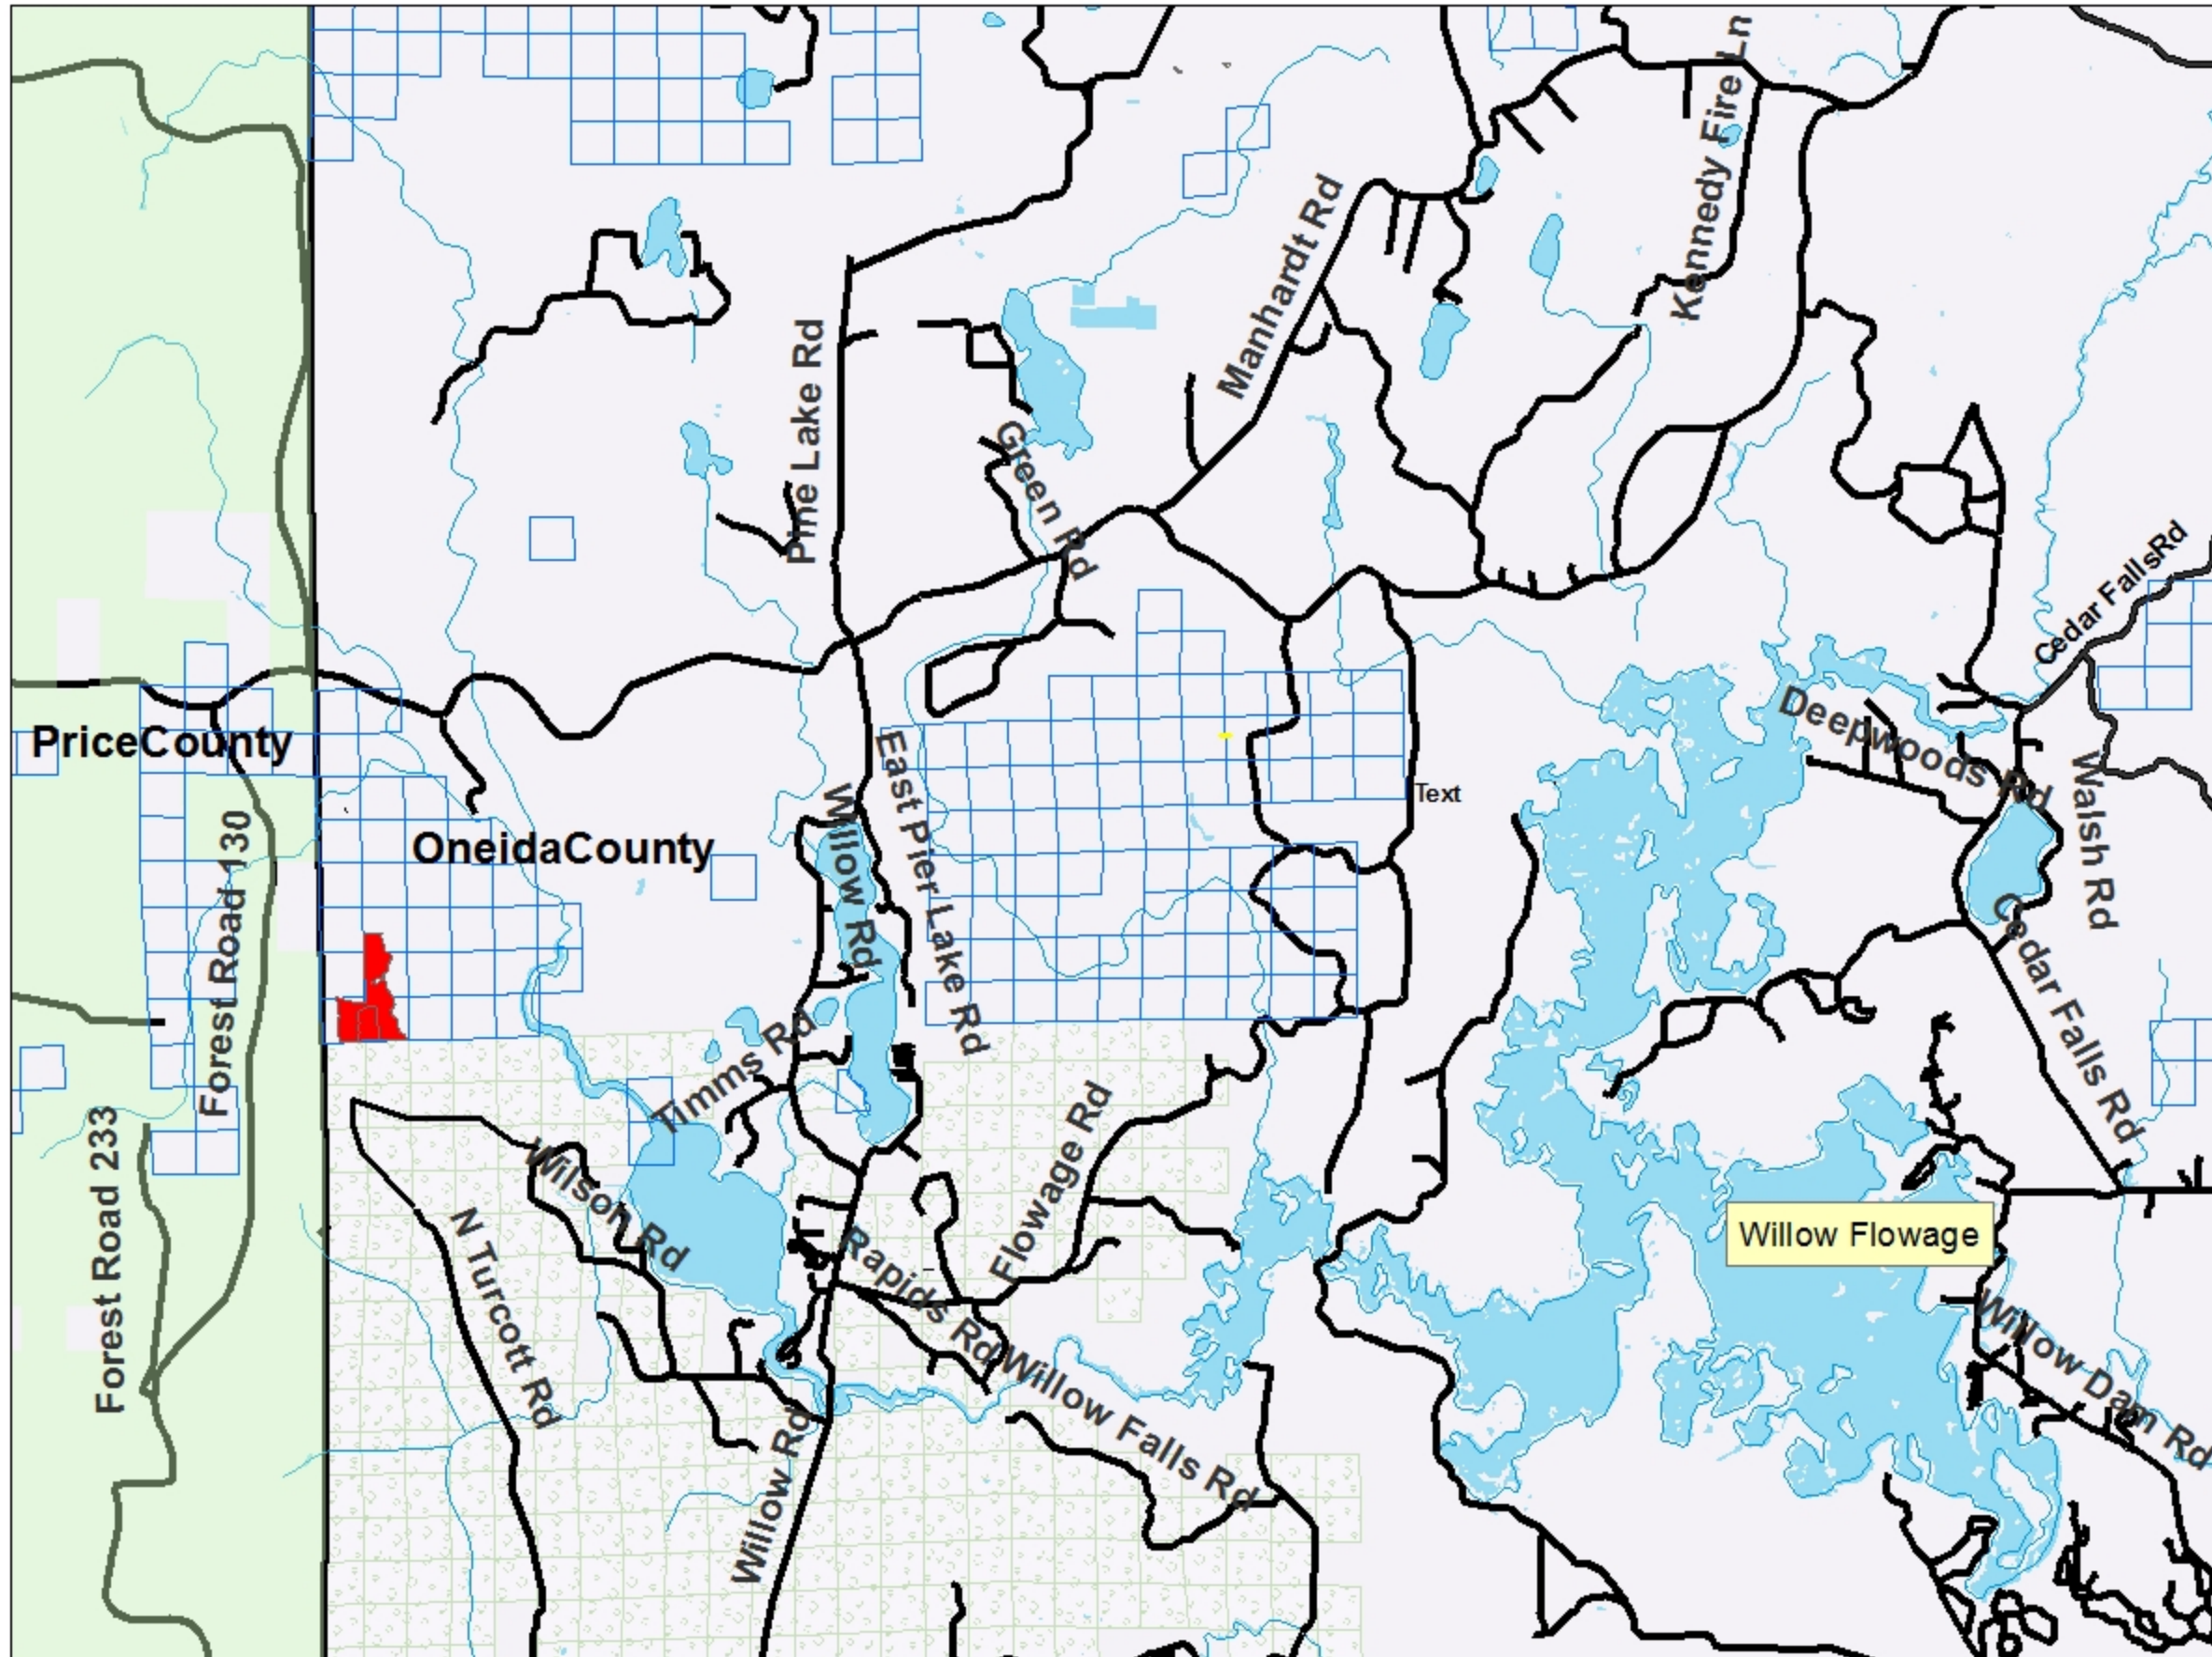 Kennedy Fire Ln
Manhardt Rd
Pine Lake Rd
Green Rd
Cedar FallsRd
PriceCounty
Deepwoods Rd
East Pier Lake Rd
Willow Rd
Text
Walsh Rd
OneidaCounty
Forest Road 130
Cedar Falls Rd
Timms Rd
Flowage Rd
Forest Road 233
Wilson Rd
N Turcott Rd
Rapids Rd
Willow Flowage
Willow Dam Rd
Willow Falls Rd
Willow Rd